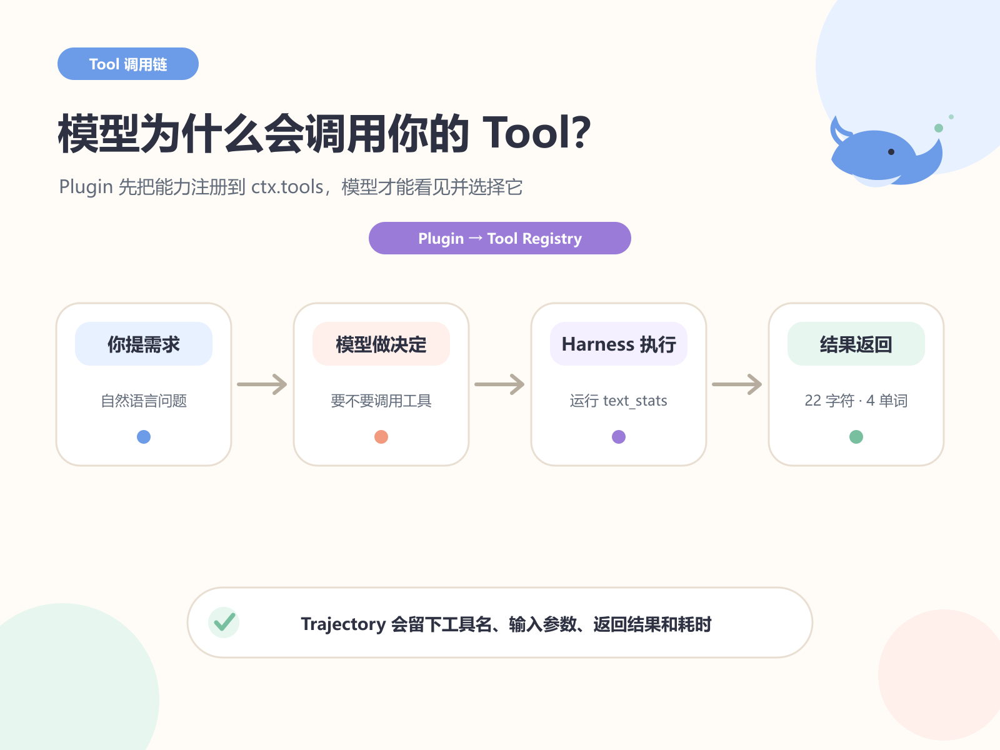 Tool 调用链
模型为什么会调用你的 Tool?
Plugin 先把能力注册到 ctx.tools，模型才能看见并选择它
Plugin → Tool Registry
你提需求
自然语言问题
模型做决定
要不要调用工具
Harness 执行
运行 text_stats
结果返回
22 字符 · 4 单词
Trajectory 会留下工具名、输入参数、返回结果和耗时